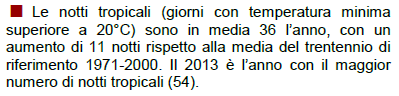 ■ Le notti tropicali (giorni con temperatura minima
superiore a 20°C) sono in media 36 l'anno, con un
aumento di 11 notti rispetto alla media del trentennio di
riferimento 1971-2000. Il 2013 è l'anno con il maggior
numero di notti tropicali (54).